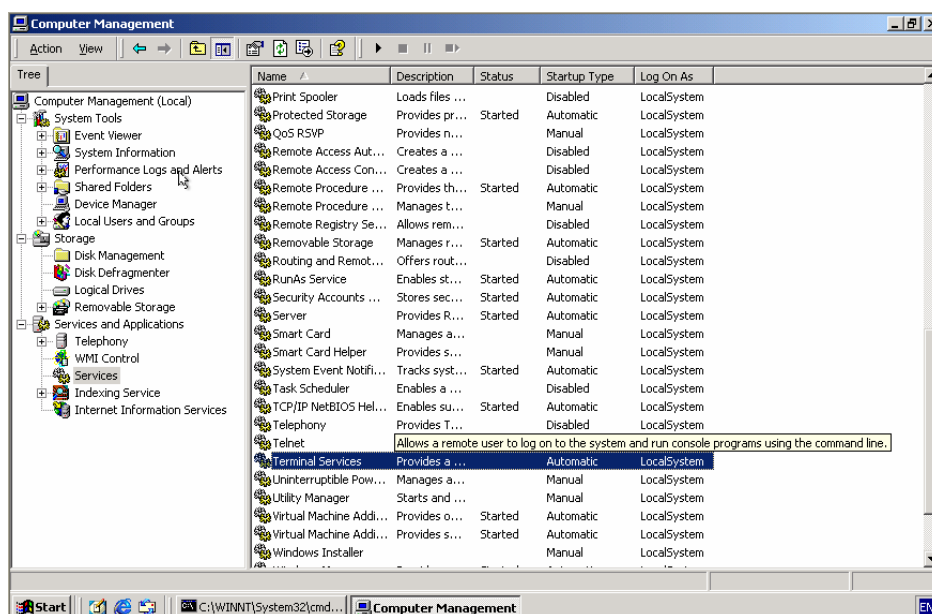 Computer Management
Action View
Tree
Name Description Status Startup Type Log On As
Computer Management (Local)
System Tools
Event Viewer
System Information
Performance Logs and Alerts
Shared Folders
Device Manager
Local Users and Groups
Storage
Disk Management
Disk Defragmenter
Logical Drives
Removable Storage
Services and Applications
Telephony
WMI Control
Services
Indexing Service
Internet Information Services
Print Spooler Loads files ... Disabled LocalSystem
Protected Storage Provides pr... Started Automatic LocalSystem
QoS RSVP Provides n... Manual LocalSystem
Remote Access Aut... Creates a ... Disabled LocalSystem
Remote Access Con... Creates a ... Disabled LocalSystem
Remote Procedure ... Provides th... Started Automatic LocalSystem
Remote Procedure ... Manages t... Manual LocalSystem
Remote Registry Se... Allows rem... Disabled LocalSystem
Removable Storage Manages r... Started Automatic LocalSystem
Routing and Remot... Offers rout... Disabled LocalSystem
RunAs Service Enables st... Started Automatic LocalSystem
Security Accounts ... Stores sec... Started Automatic LocalSystem
Server Provides R... Started Automatic LocalSystem
Smart Card Manages a... Manual LocalSystem
Smart Card Helper Provides s... Manual LocalSystem
System Event Notifi... Tracks syst... Started Automatic LocalSystem
Task Scheduler Enables a ... Disabled LocalSystem
TCP/IP NetBIOS Hel... Enables su... Started Automatic LocalSystem
Telephony Provides T... Disabled LocalSystem
Telnet Allows a remote user to log on to the system and run console programs using the command line.
Terminal Services Provides a ... Automatic LocalSystem
Uninterruptible Pow... Manages a... Manual LocalSystem
Utility Manager Starts and ... Manual LocalSystem
Virtual Machine Addi... Provides o... Started Automatic LocalSystem
Virtual Machine Addi... Provides s... Started Automatic LocalSystem
Windows Installer Manual LocalSystem
Start C:\WINNT\System32\cmd... Computer Management EN